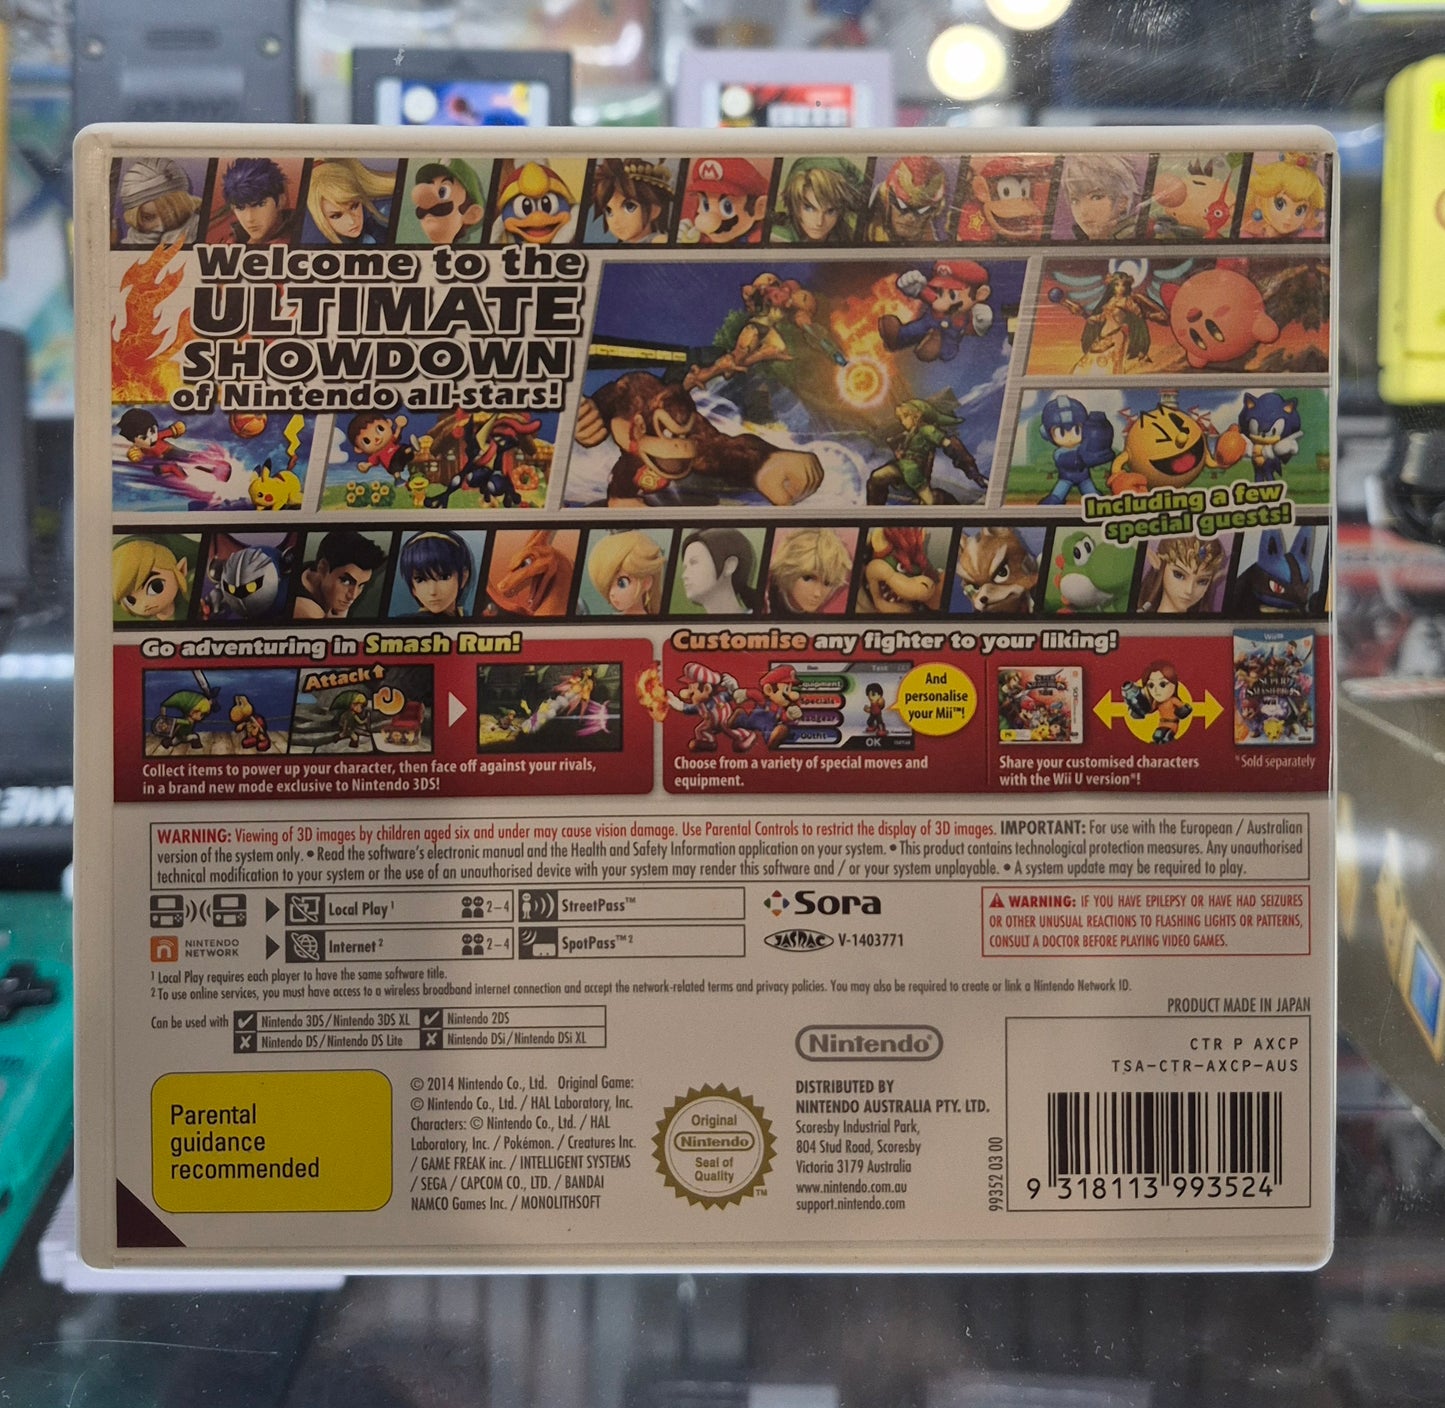 Welcome to the
ULTIMATE
SHOWDOWN
of Nintendo all-stars!
Including a few
special guests!
Go adventuring in Smash Run!
Attack
Collect items to power up your character, then face off against your rivals,
in a brand new mode exclusive to Nintendo 3DS!
Customise any fighter to your liking!
OK
And
personalise
your Mii™!
Choose from a variety of special moves and
equipment.
Wii U
Share your customised characters
with the Wii U version*!
*Sold separately
WARNING: Viewing of 3D images by children aged six and under may cause vision damage. Use Parental Controls to restrict the display of 3D images. IMPORTANT: For use with the European / Australian
version of the system only. • Read the software's electronic manual and the Health and Safety Information application on your system. • This product contains technological protection measures. Any unauthorised
technical modification to your system or the use of an unauthorised device with your system may render this software and / or your system unplayable. • A system update may be required to play.
Local Play¹ 2-4 StreetPass™
NINTENDO
NETWORK
Internet² 2-4 SpotPass™²
Sora
JASRAC V-1403771
WARNING: IF YOU HAVE EPILEPSY OR HAVE HAD SEIZURES
OR OTHER UNUSUAL REACTIONS TO FLASHING LIGHTS OR PATTERNS,
CONSULT A DOCTOR BEFORE PLAYING VIDEO GAMES.
¹ Local Play requires each player to have the same software title.
² To use online services, you must have access to a wireless broadband internet connection and accept the network-related terms and privacy policies. You may also be required to create or link a Nintendo Network ID.
Can be used with Nintendo 3DS/Nintendo 3DS XL Nintendo 2DS
Nintendo DS/Nintendo DS Lite Nintendo DSi/Nintendo DSi XL
Parental
guidance
recommended
© 2014 Nintendo Co., Ltd. Original Game:
© Nintendo Co., Ltd. / HAL Laboratory, Inc.
Characters: © Nintendo Co., Ltd. / HAL
Laboratory, Inc. / Pokémon. / Creatures Inc.
/ GAME FREAK inc. / INTELLIGENT SYSTEMS
/ SEGA / CAPCOM CO., LTD. / BANDAI
NAMCO Games Inc. / MONOLITHSOFT
Original
Nintendo
Seal of
Quality
TM
Nintendo®
DISTRIBUTED BY
NINTENDO AUSTRALIA PTY. LTD.
Scoresby Industrial Park,
804 Stud Road, Scoresby
Victoria 3179 Australia
www.nintendo.com.au
support.nintendo.com
PRODUCT MADE IN JAPAN
CTR P AXCP
TSA-CTR-AXCP-AUS
99352 03 00
9 318113 993524